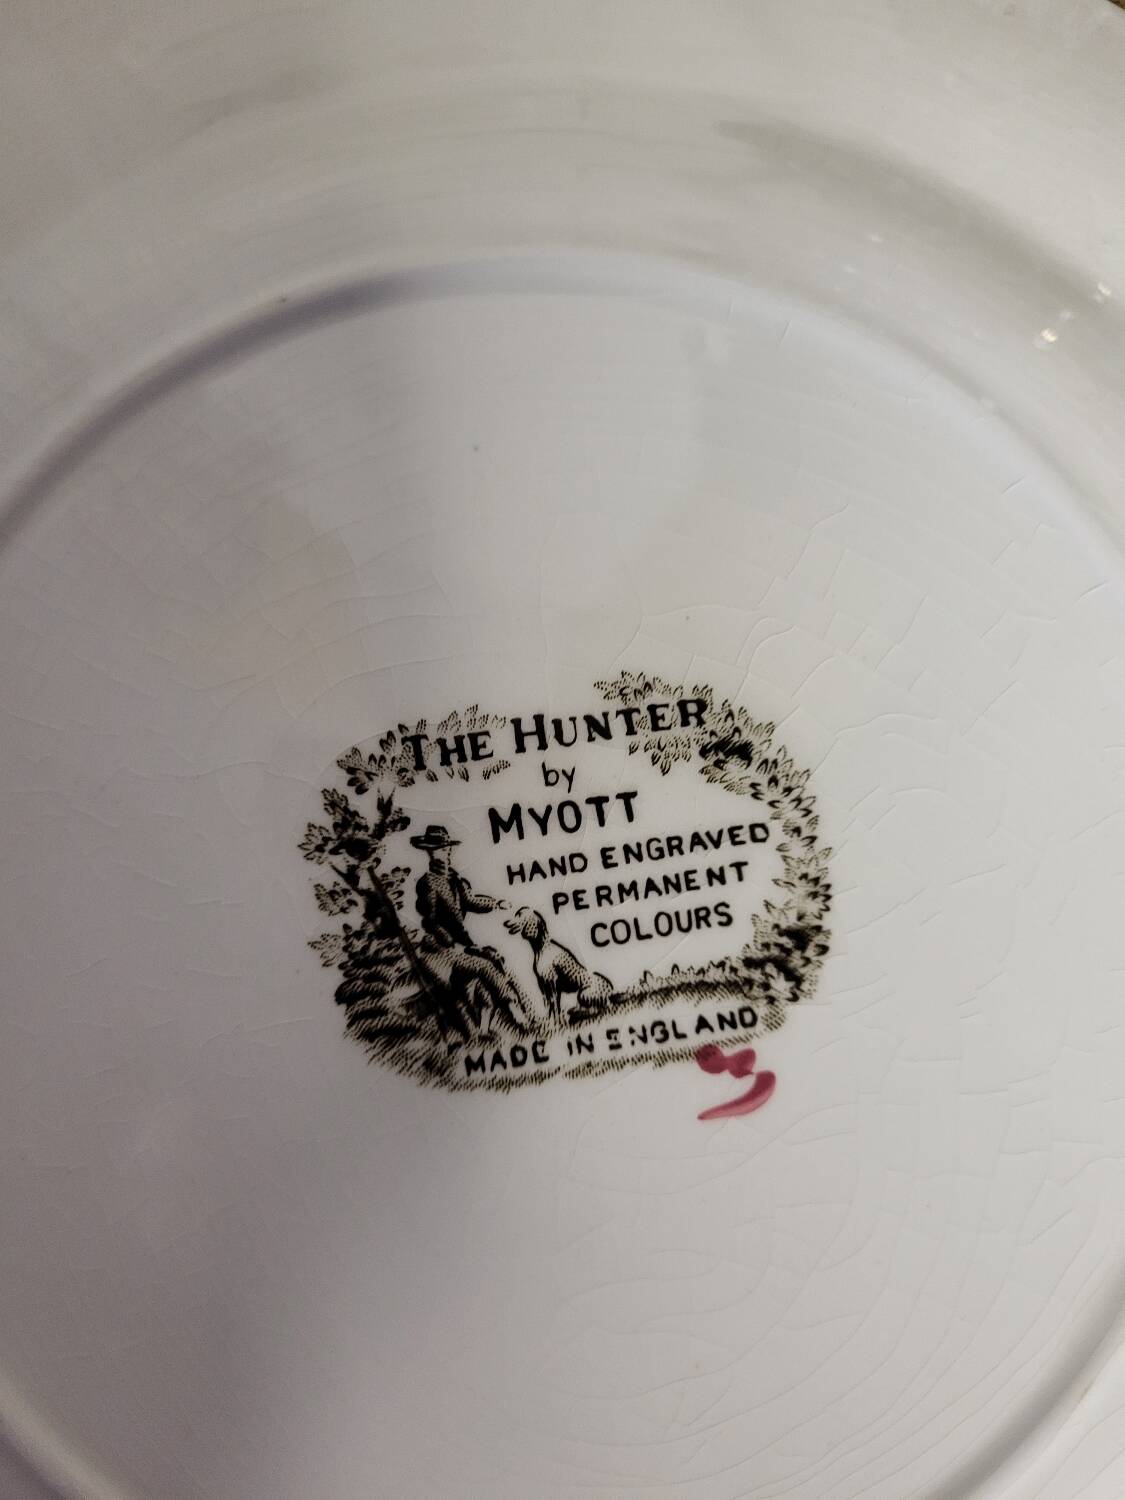 THE HUNTER
by
MYOTT
HAND ENGRAVED
PERMANENT
COLOURS
MADE IN ENGLAND